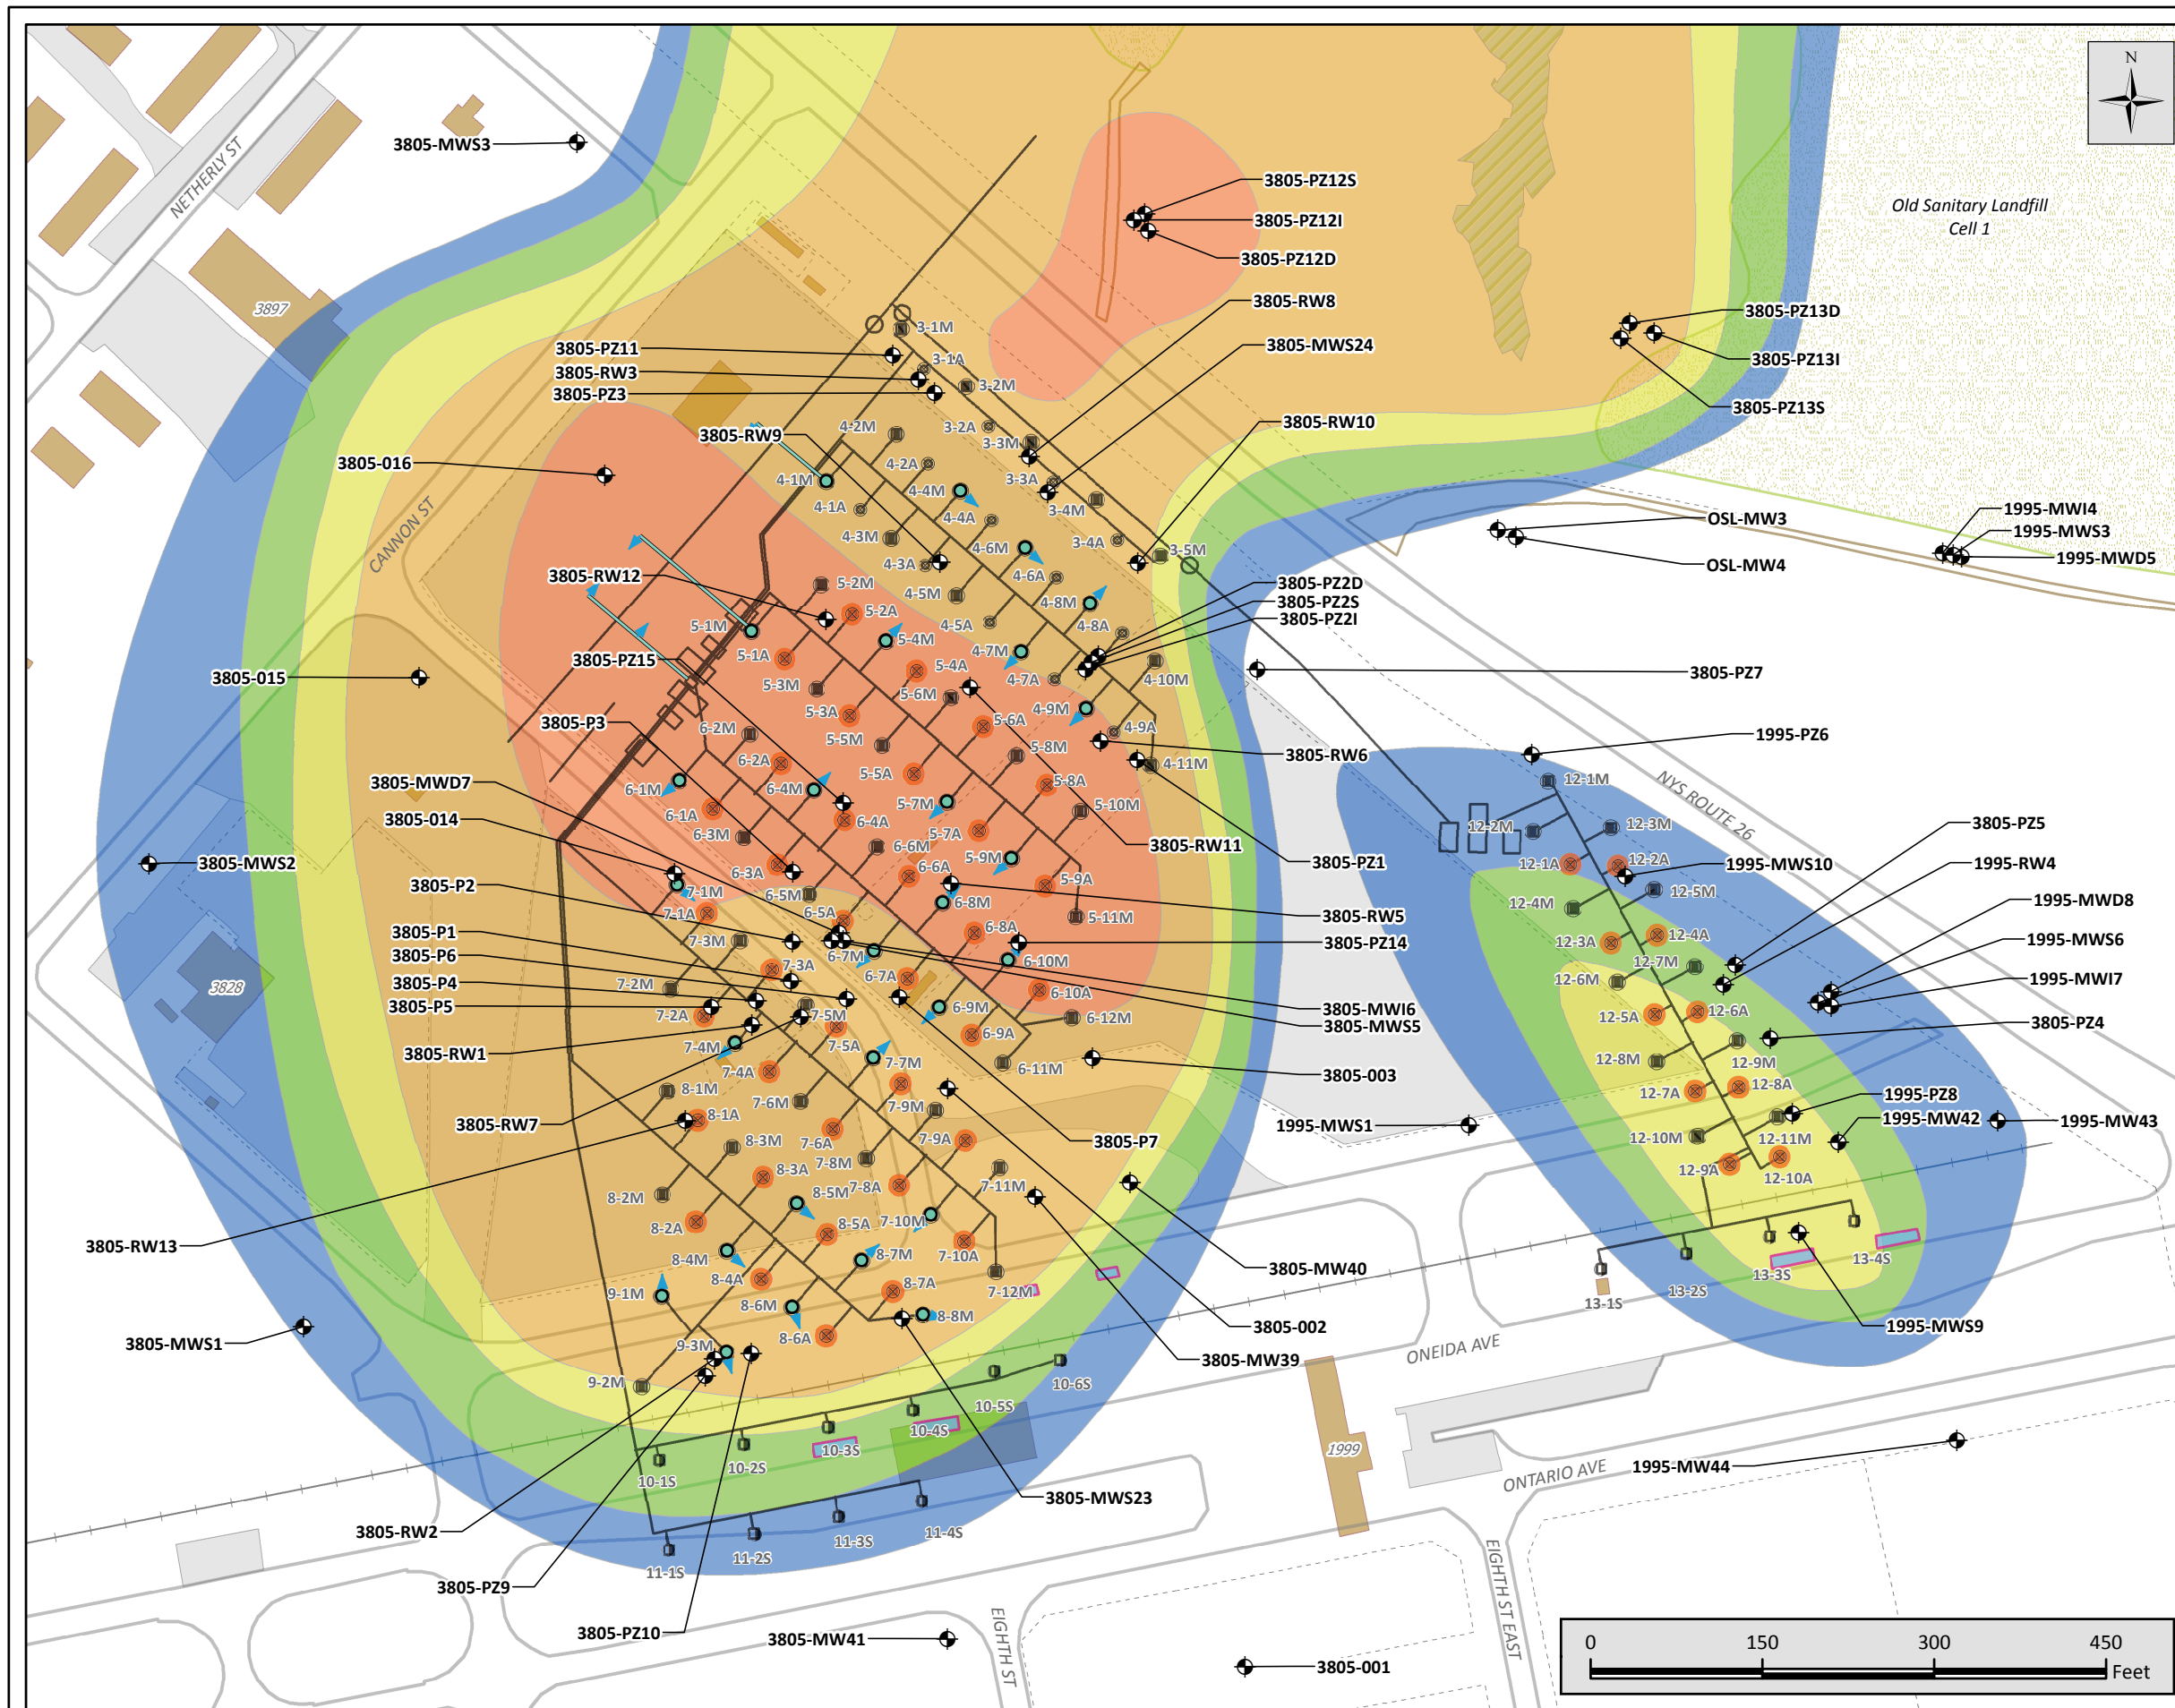 N
3805-MWS3
NETHERLY ST
3805-PZ12S
3805-PZ12I
3805-PZ12D
Old Sanitary Landfill
Cell 1
3897
3805-RW8
3805-PZ13D
3805-PZ11
3-1M
3805-MWS24
3805-PZ13I
3-1A
3805-RW3
3-2M
3805-PZ3
3805-PZ13S
3805-RW9
4-2M
3-2A
3-3M
3805-RW10
3805-016
4-1M
4-2A
4-4M
3-3A
4-1A
4-4A
3-4M
OSL-MW3
1995-MWI4
1995-MWS3
1995-MWD5
CANNON ST
4-3M
4-6M
3-4A
3-5M
4-3A
OSL-MW4
3805-RW12
4-6A
3805-PZ2D
3805-PZ2S
3805-PZ2I
5-2M
4-5M
4-8M
5-2A
5-1M
4-5A
4-8A
5-4M
3805-PZ15
5-1A
4-7M
3805-015
5-4A
4-7A
4-10M
3805-PZ7
5-3M
5-6M
3805-P3
5-3A
4-9M
6-2M
5-6A
4-9A
1995-PZ6
5-5M
5-8M
3805-RW6
6-2A
4-11M
3805-MWD7
6-1M
6-4M
5-5A
5-8A
12-1M
NYS ROUTE 26
6-1A
5-7M
5-10M
3805-014
6-4A
5-7A
12-2M
12-3M
3805-PZ5
6-3M
6-6M
3805-RW11
3805-PZ1
3805-MWS2
6-3A
6-6A
5-9M
12-1A
12-2A
1995-MWS10
1995-RW4
3805-P2
7-1M
6-5M
5-9A
12-5M
7-1A
6-5A
6-8M
5-11M
3805-RW5
12-4M
1995-MWD8
3805-P1
7-3M
6-8A
3805-PZ14
12-3A
12-4A
1995-MWS6
3805-P6
6-7M
6-10M
12-7M
7-3A
6-7A
12-6M
1995-MWI7
3805-P4
3828
7-2M
6-10A
3805-P5
7-2A
7-5M
6-9M
6-12M
3805-MWI6
3805-MWS5
12-5A
12-6A
3805-PZ4
3805-RW1
7-4M
7-5A
6-9A
7-4A
7-7M
6-11M
3805-003
12-8M
12-9M
12-7A
12-8A
8-1M
7-6M
7-9M
1995-PZ8
3805-RW7
8-1A
7-6A
7-9A
3805-P7
1995-MWS1
12-10M
12-11M
1995-MW42
1995-MW43
8-3M
7-8M
12-9A
12-10A
8-3A
7-8A
7-11M
8-2M
8-5M
8-2A
8-5A
7-10M
3805-RW13
8-4M
8-7M
7-10A
3805-MW40
13-4S
8-4A
13-3S
13-2S
9-1M
8-7A
7-12M
13-1S
8-6M
8-8M
3805-MWS1
8-6A
3805-002
1995-MWS9
9-3M
3805-MW39
ONEIDA AVE
9-2M
10-6S
10-5S
10-4S
10-3S
1999
10-2S
10-1S
1995-MW44
ONTARIO AVE
3805-MWS23
3805-RW2
11-4S
11-3S
11-2S
11-1S
EIGHTH ST EAST
3805-PZ9
3805-PZ10
3805-MW41
EIGHTH ST
3805-001
0 150 300 450
Feet